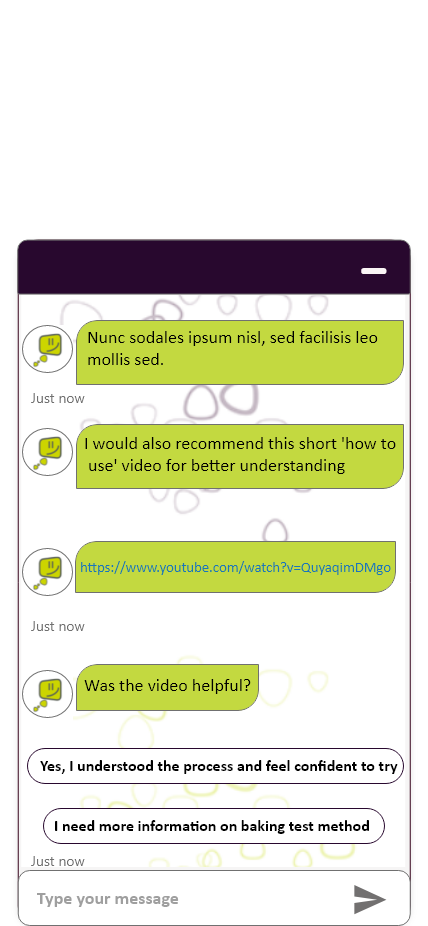 Nunc sodales ipsum nisl, sed facilisis leo
mollis sed.
Just now
I would also recommend this short 'how to
use' video for better understanding
https://www.youtube.com/watch?v=QuyaqimDMgo
Just now
Was the video helpful?
Yes, I understood the process and feel confident to try
I need more information on baking test method
Just now
Type your message